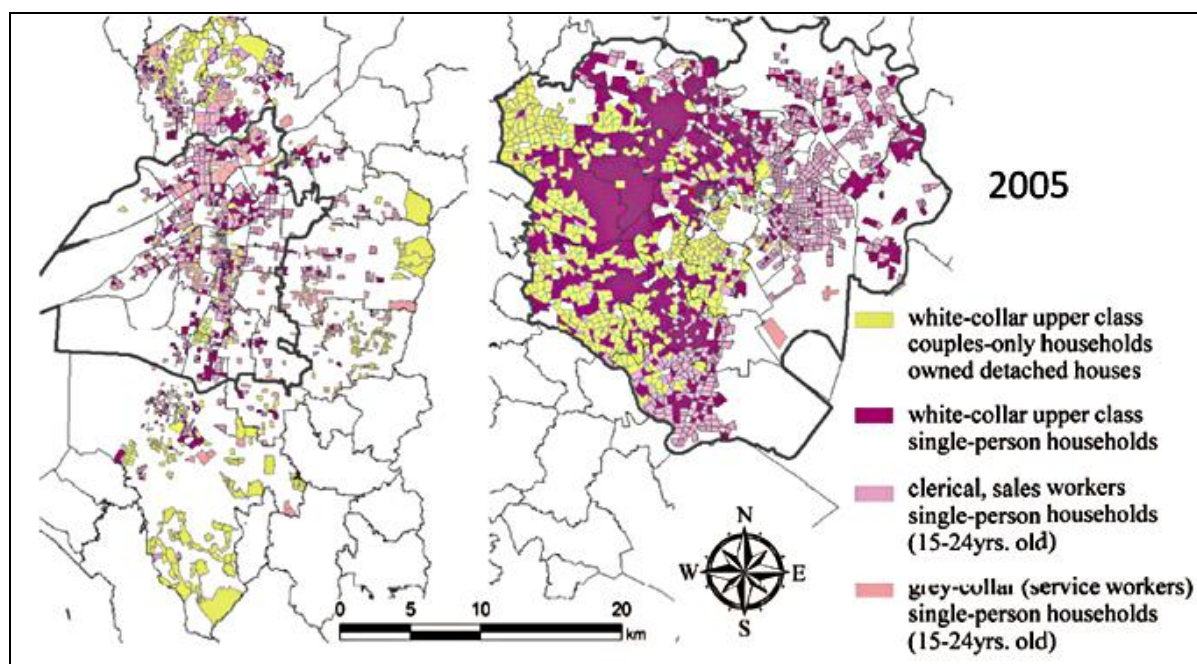 2005
white-collar upper class
couples-only households
owned detached houses
white-collar upper class
single-person households
clerical, sales workers
single-person households
(15-24yrs. old)
grey-collar (service workers)
single-person households
(15-24yrs. old)
N
W E
S
0 5 10 20
km